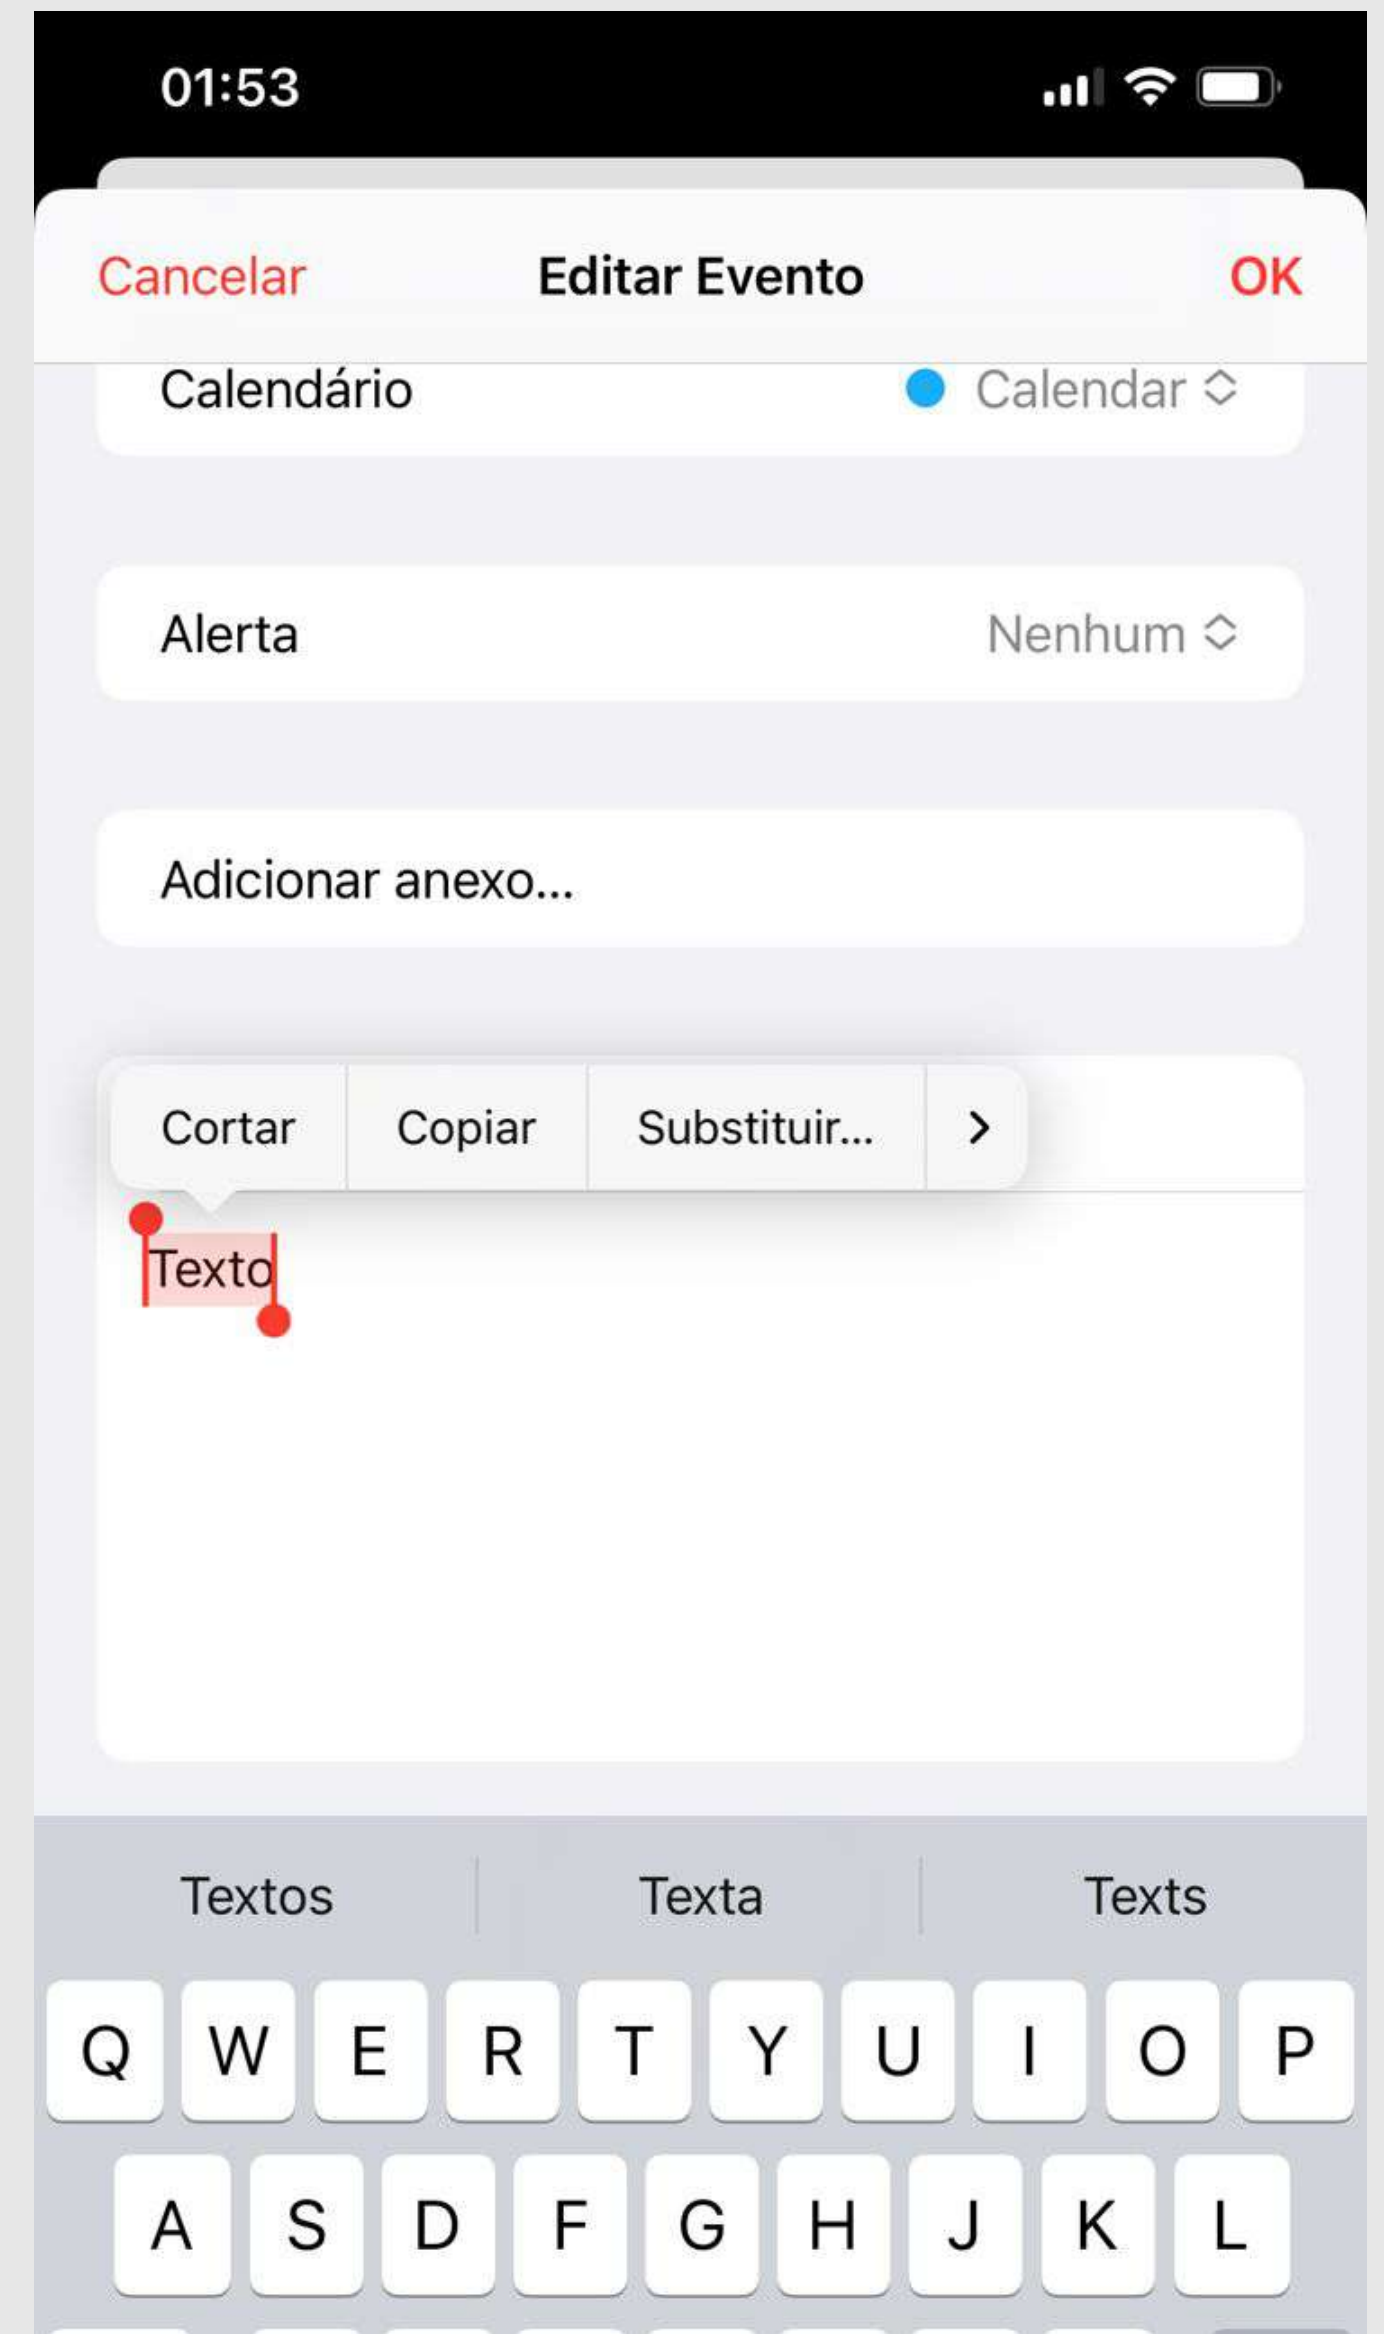 01:53
Cancelar Editar Evento OK
Calendário Calendar
Alerta Nenhum
Adicionar anexo...
Cortar Copiar Substituir... >
Texto
Textos Texta Texts
Q W E R T Y U I O P
A S D F G H J K L